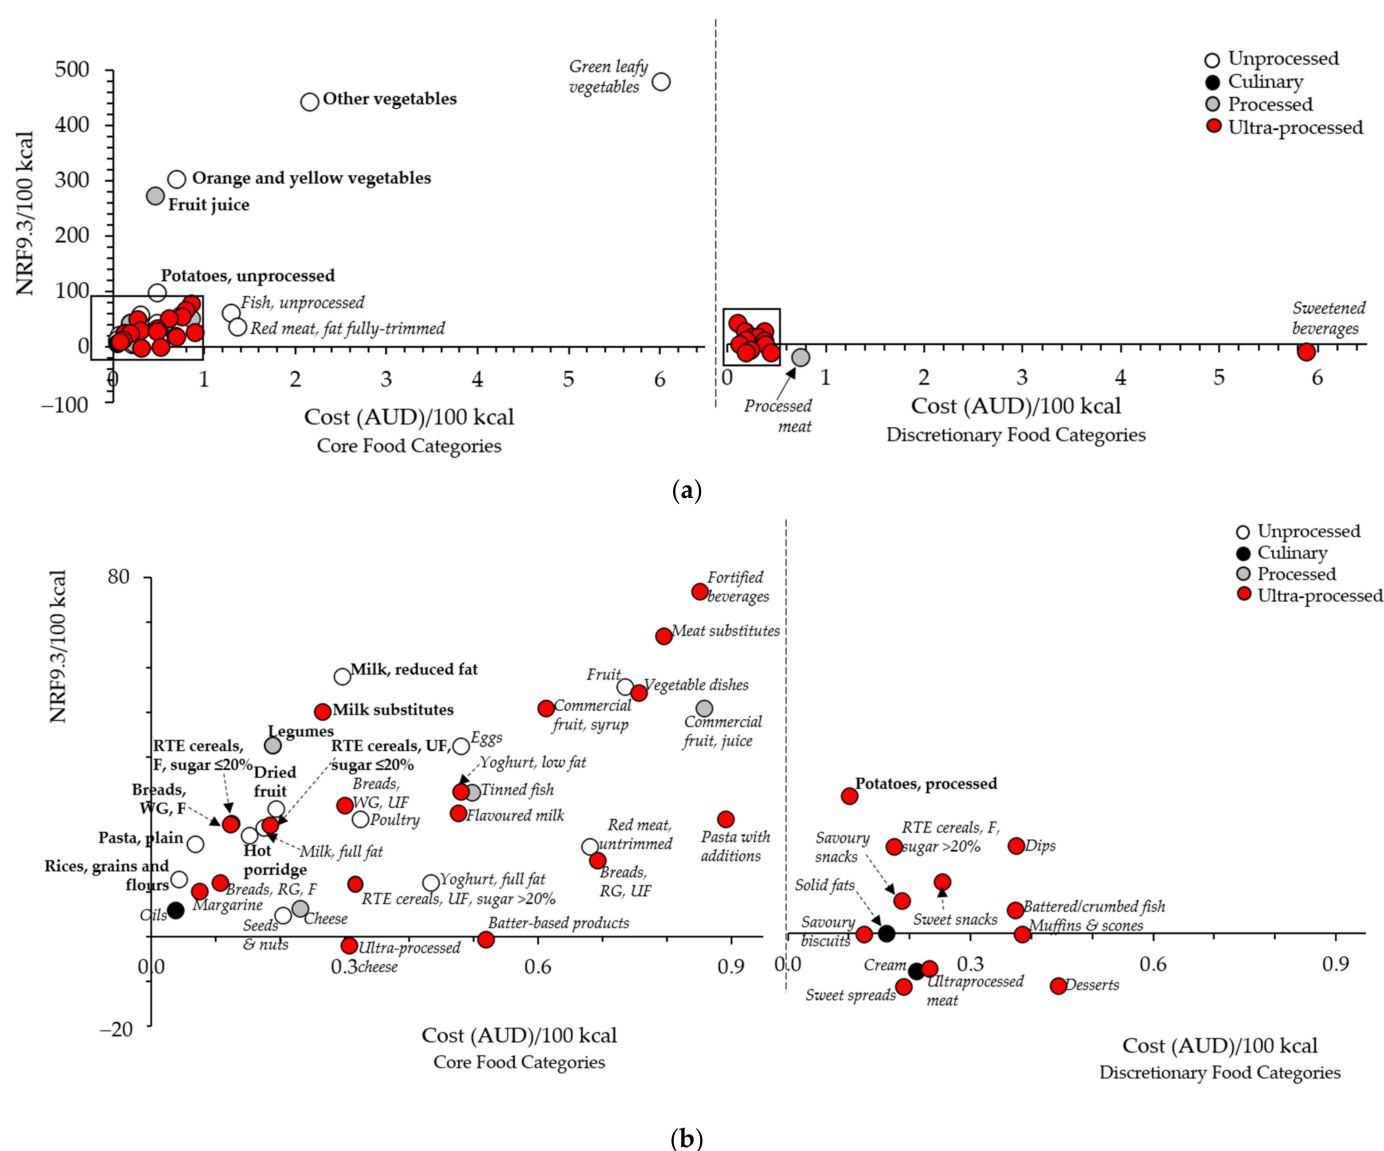 500
400
300
200
100
0
−100
NRF9.3/100 kcal
Green leafy
vegetables
Other vegetables
Orange and yellow vegetables
Fruit juice
Potatoes, unprocessed
Fish, unprocessed
Red meat, fat fully-trimmed
0 1 2 3 4 5 6
Cost (AUD)/100 kcal
Core Food Categories
Unprocessed
Culinary
Processed
Ultra-processed
Sweetened
beverages
Processed
meat
0 1 2 3 4 5 6
Cost (AUD)/100 kcal
Discretionary Food Categories
(a)
80
−20
NRF9.3/100 kcal
Fortified
beverages
Meat substitutes
Milk, reduced fat
Fruit
Vegetable dishes
Milk substitutes
Commercial
fruit, syrup
Commercial
fruit, juice
Legumes
RTE cereals,
F, sugar ≤20%
RTE cereals, UF,
sugar ≤20%
Eggs
Yoghurt, low fat
Dried
fruit
Breads,
WG, F
Breads,
WG, UF
Tinned fish
Flavoured milk
Poultry
Pasta, plain
Hot
porridge
Milk, full fat
Red meat,
untrimmed
Pasta with
additions
Rices, grains and
flours
Breads, RG, F
Margarine
RTE cereals, UF, sugar >20%
Yoghurt, full fat
Breads,
RG, UF
Oils
Seeds
& nuts
Cheese
Batter-based products
Ultra-processed
cheese
0.0 0.3 0.6 0.9
Cost (AUD)/100 kcal
Core Food Categories
Unprocessed
Culinary
Processed
Ultra-processed
Potatoes, processed
Savoury
snacks
RTE cereals, F,
sugar >20%
Dips
Solid fats
Sweet snacks
Battered/crumbed fish
Savoury
biscuits
Muffins & scones
Cream
Ultraprocessed
meat
Sweet spreads
Desserts
0.0 0.3 0.6 0.9
Cost (AUD)/100 kcal
Discretionary Food Categories
(b)